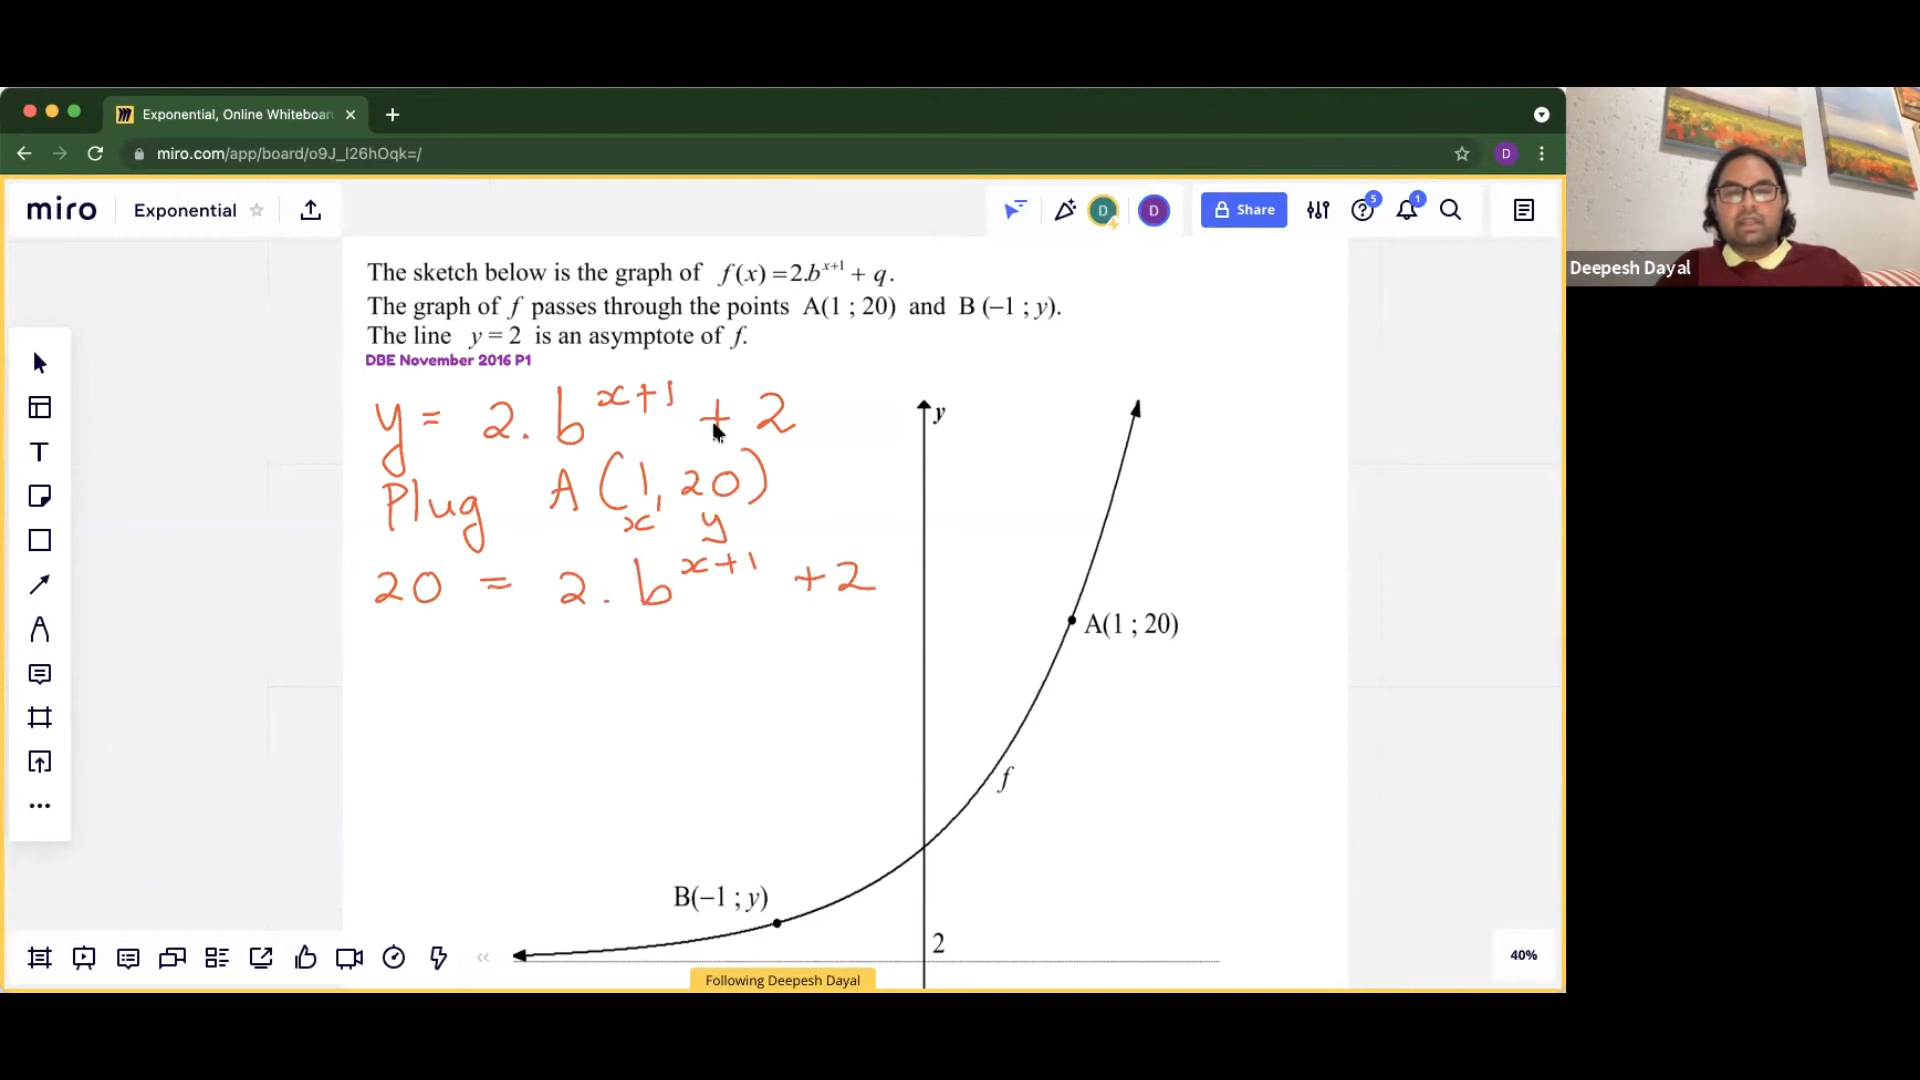 Exponential, Online Whiteboar
miro.com/app/board/o9J_l26hOqk=/
D
miro
Exponential
D
D
Share
5
1
Deepesh Dayal
The sketch below is the graph of f(x) = 2.b^{x+1} + q.
The graph of f passes through the points A(1 ; 20) and B (–1 ; y).
The line y = 2 is an asymptote of f.
DBE November 2016 P1
y = 2. b^{x+1} + 2
Plug A (1, 20)
x y
20 = 2. b^{x+1} + 2
y
A(1 ; 20)
f
B(–1 ; y)
2
40%
Following Deepesh Dayal